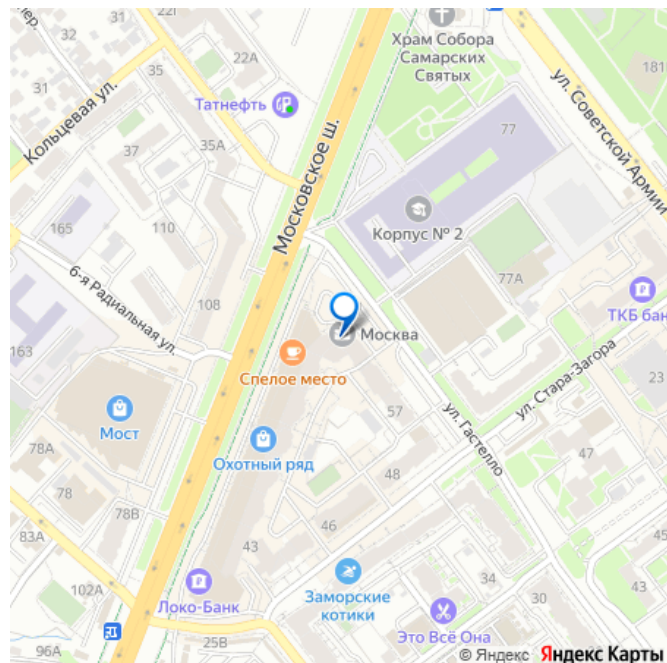 пер.
31
32
35
22А
22Г
Татнефть
Храм Собора
Самарских
Святых
181
ул. Советской Армии
Кольцевая ул.
37
35А
Московское ш.
77
165
110
Корпус № 2
6-я Радиальная ул.
108
77А
ТКБ бан
Москва
163
Спелое место
ул. Стара-Загора
23
57
Мост
ул. Гастелло
78А
Охотный ряд
48
78
78В
46
83А
43
45
102А
Локо-Банк
Заморские
котики
34
30
40
Это Всё Она
25В
96А
© Яндекс Яндекс Карты